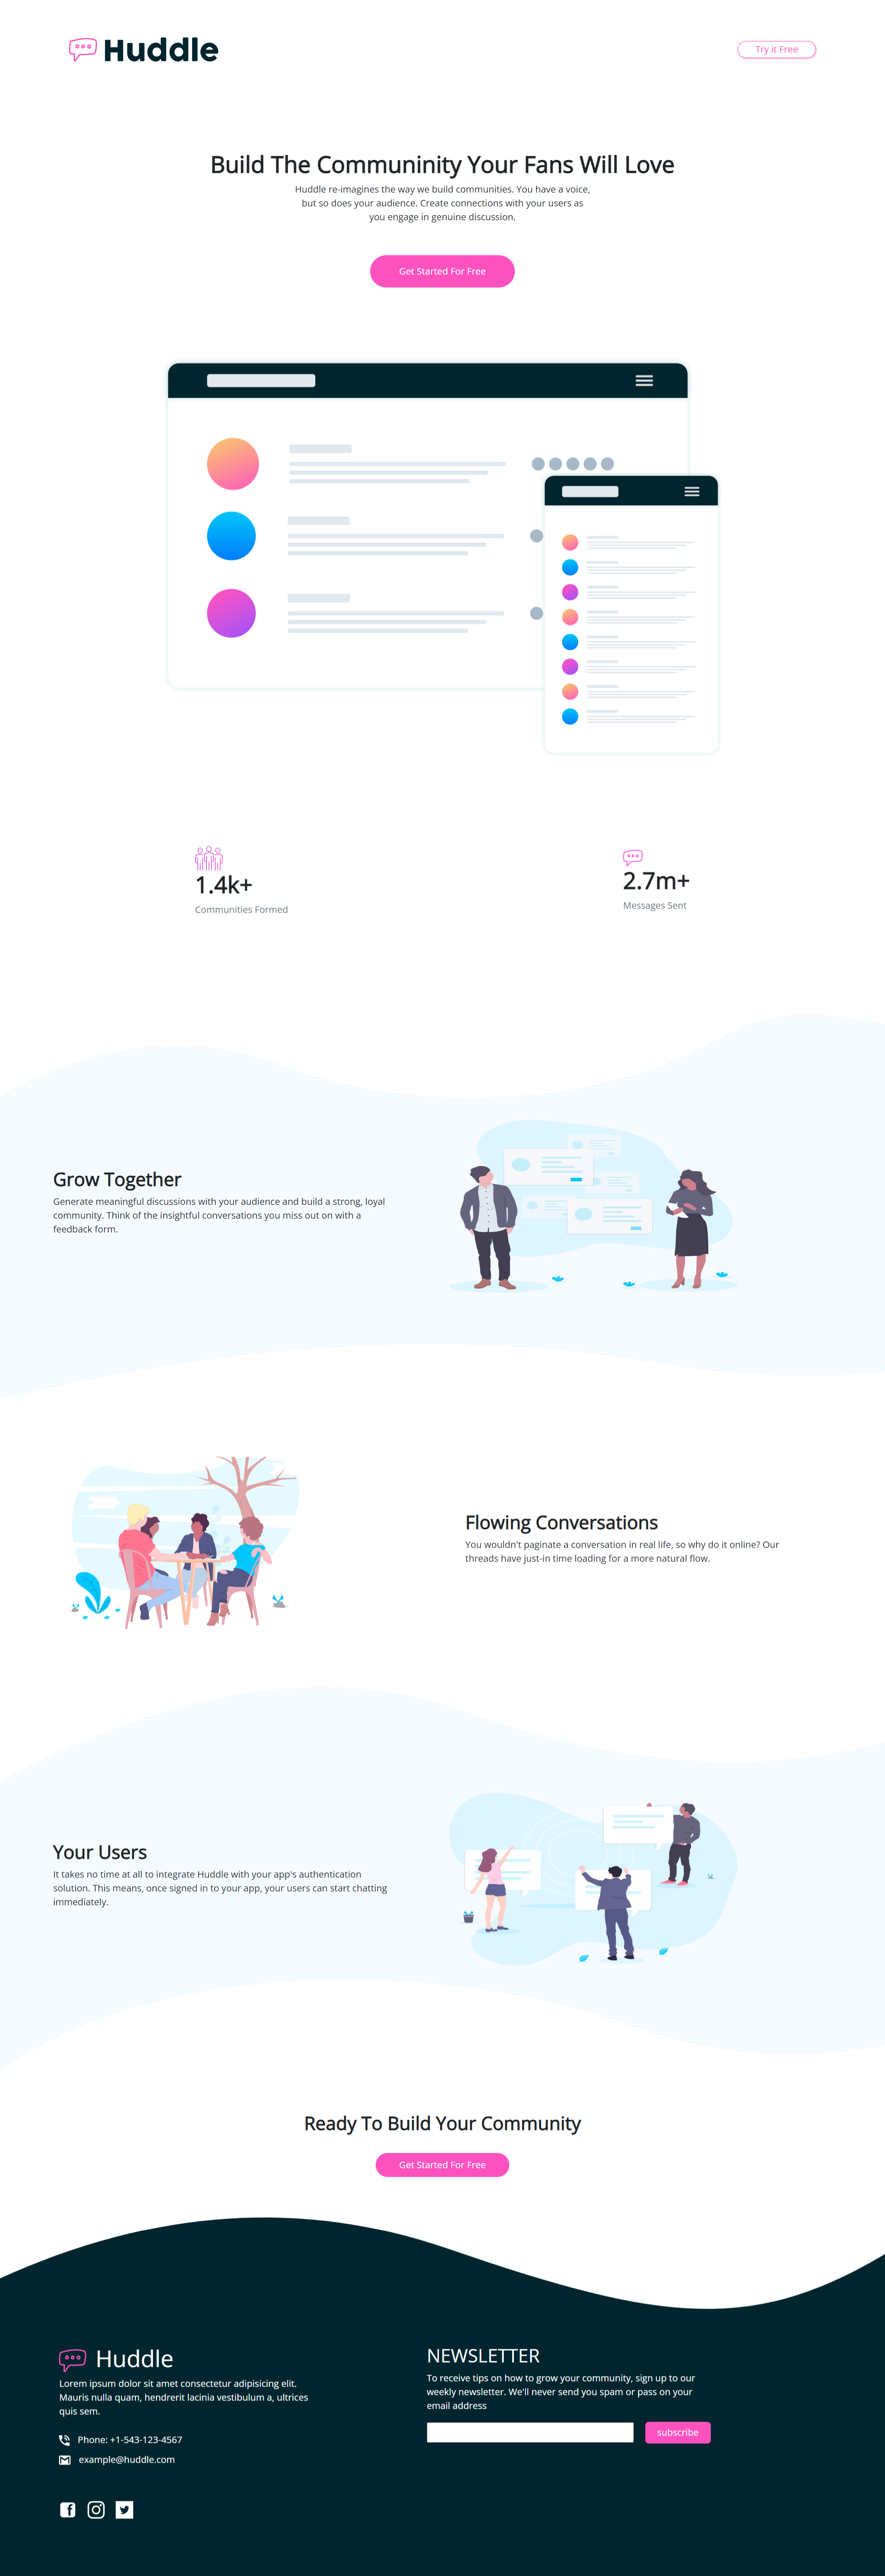 Huddle
Try it Free
Build The Communinity Your Fans Will Love
Huddle re-imagines the way we build communities. You have a voice,
but so does your audience. Create connections with your users as
you engage in genuine discussion.
Get Started For Free
1.4k+
Communities Formed
2.7m+
Messages Sent
Grow Together
Generate meaningful discussions with your audience and build a strong, loyal
community. Think of the insightful conversations you miss out on with a
feedback form.
Flowing Conversations
You wouldn't paginate a conversation in real life, so why do it online? Our
threads have just-in time loading for a more natural flow.
Your Users
It takes no time at all to integrate Huddle with your app's authentication
solution. This means, once signed in to your app, your users can start chatting
immediately.
Ready To Build Your Community
Get Started For Free
Huddle
Lorem ipsum dolor sit amet consectetur adipisicing elit.
Mauris nulla quam, hendrerit lacinia vestibulum a, ultrices
quis sem.
Phone: +1-543-123-4567
example@huddle.com
NEWSLETTER
To receive tips on how to grow your community, sign up to our
weekly newsletter. We'll never send you spam or pass on your
email address
subscribe